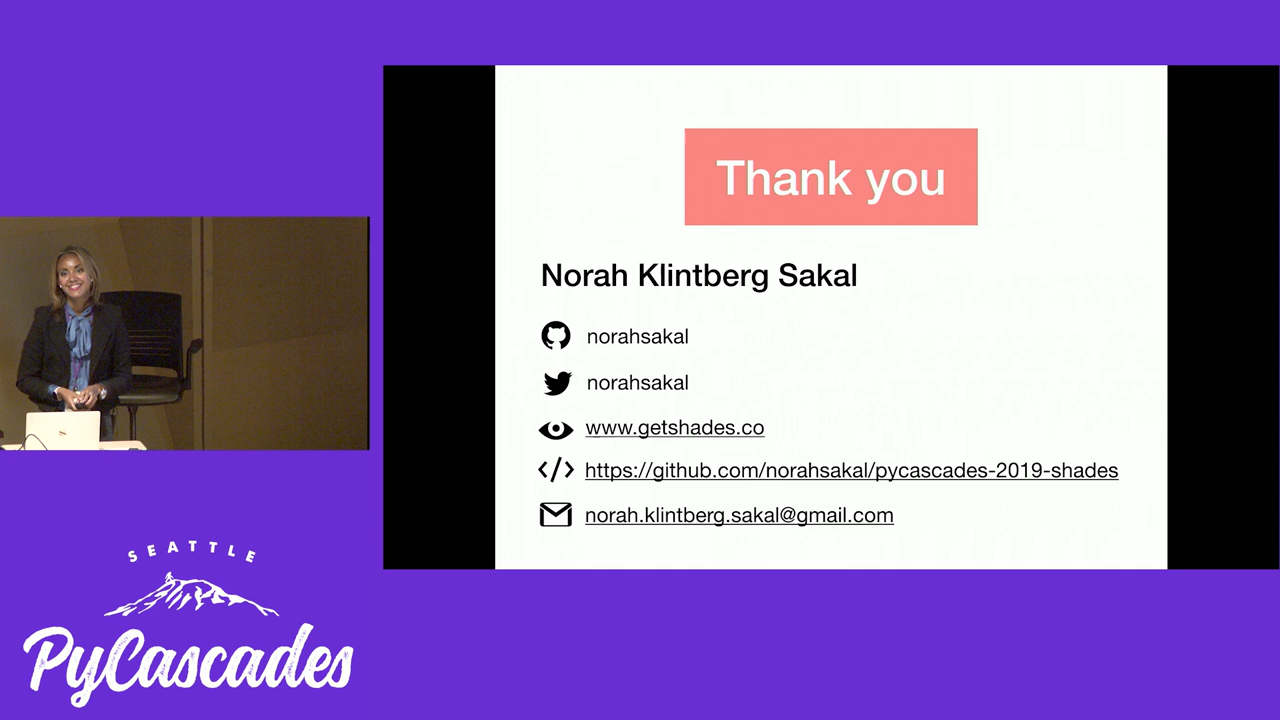 Thank you
Norah Klintberg Sakal
norahsakal
norahsakal
www.getshades.co
https://github.com/norahsakal/pycascades-2019-shades
norah.klintberg.sakal@gmail.com
SEATTLE
PyCascades